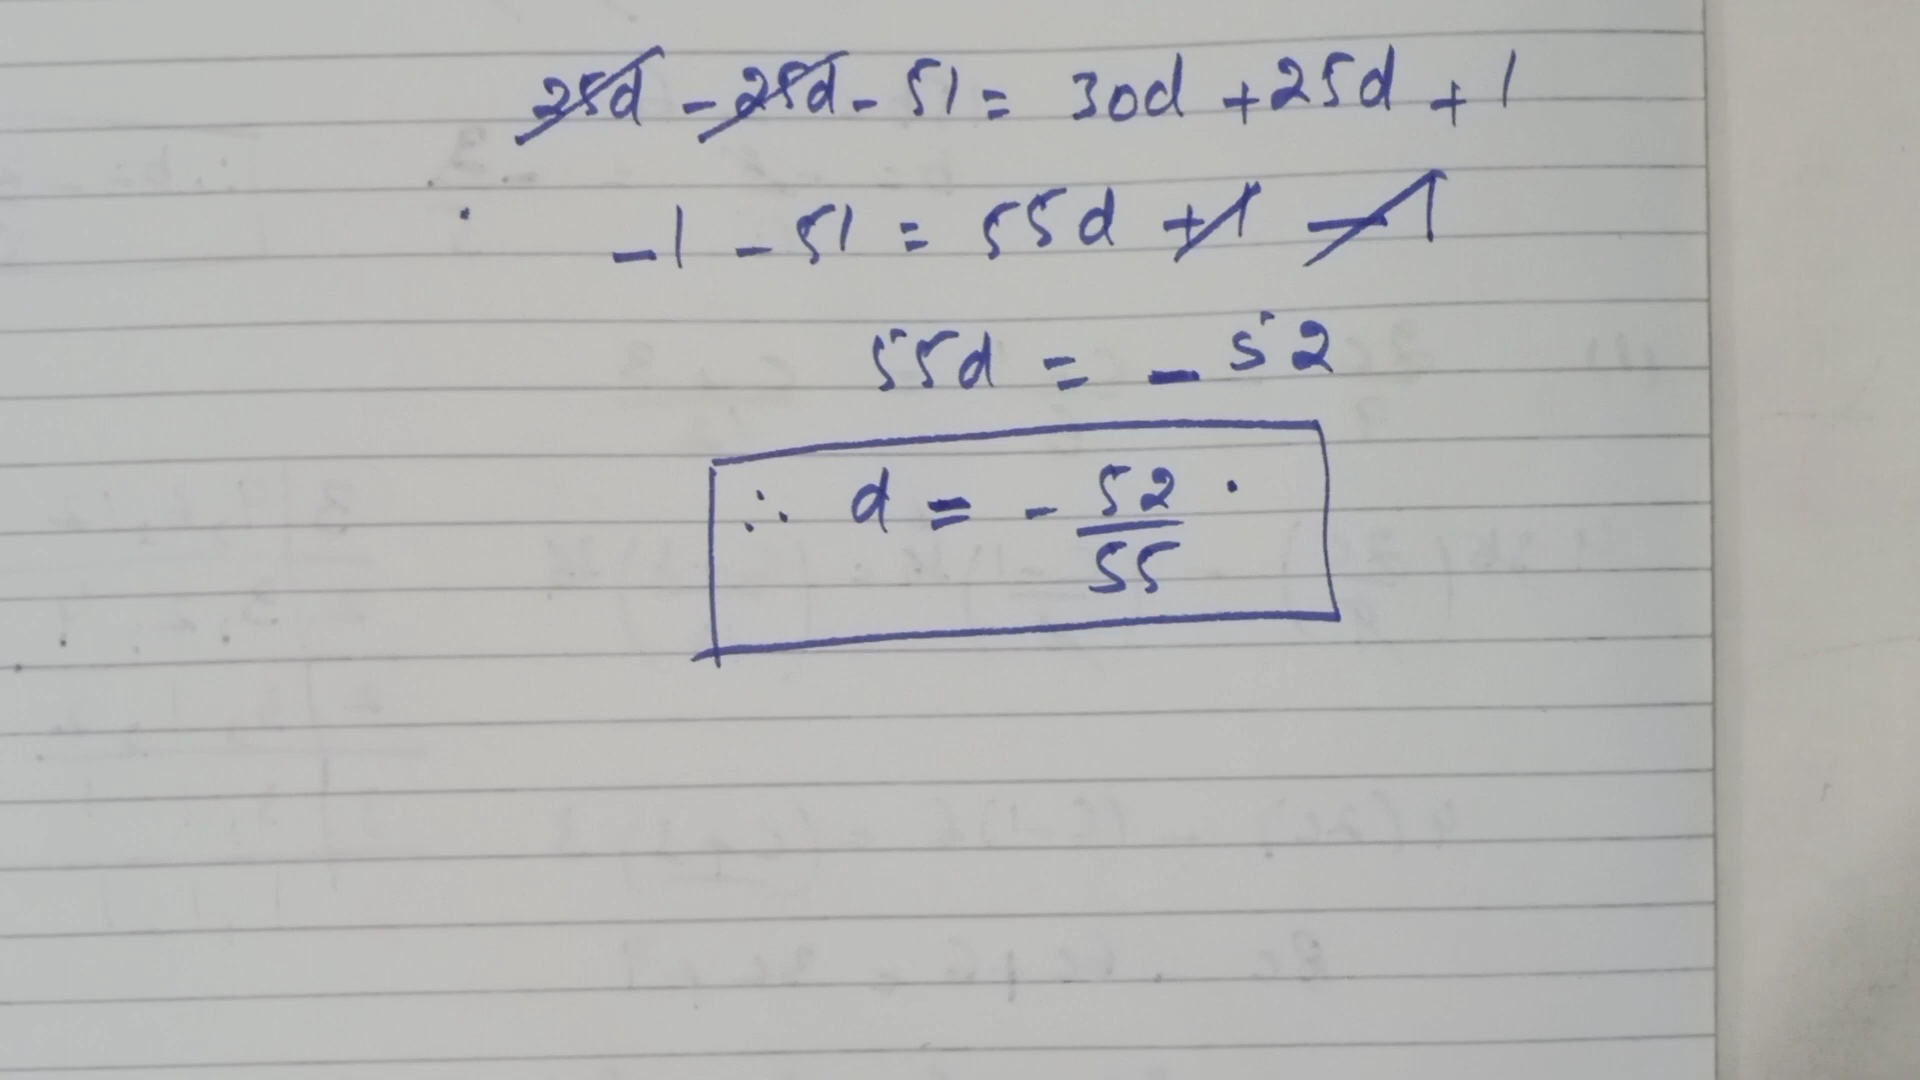 25d - 25d - 51 = 30d + 25d + 1
-1 - 51 = 55d + 1 - 1
55d = - 52
∴ d = - 52/55 .